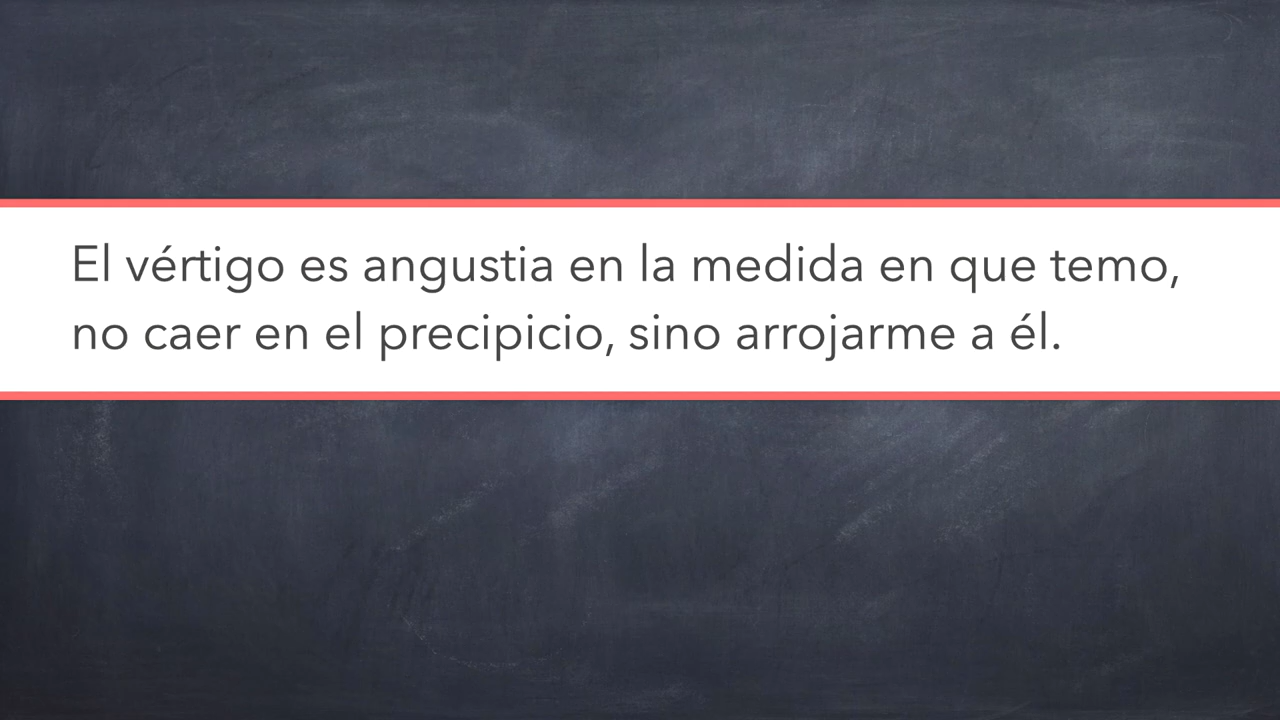 El vértigo es angustia en la medida en que temo,
no caer en el precipicio, sino arrojarme a él.